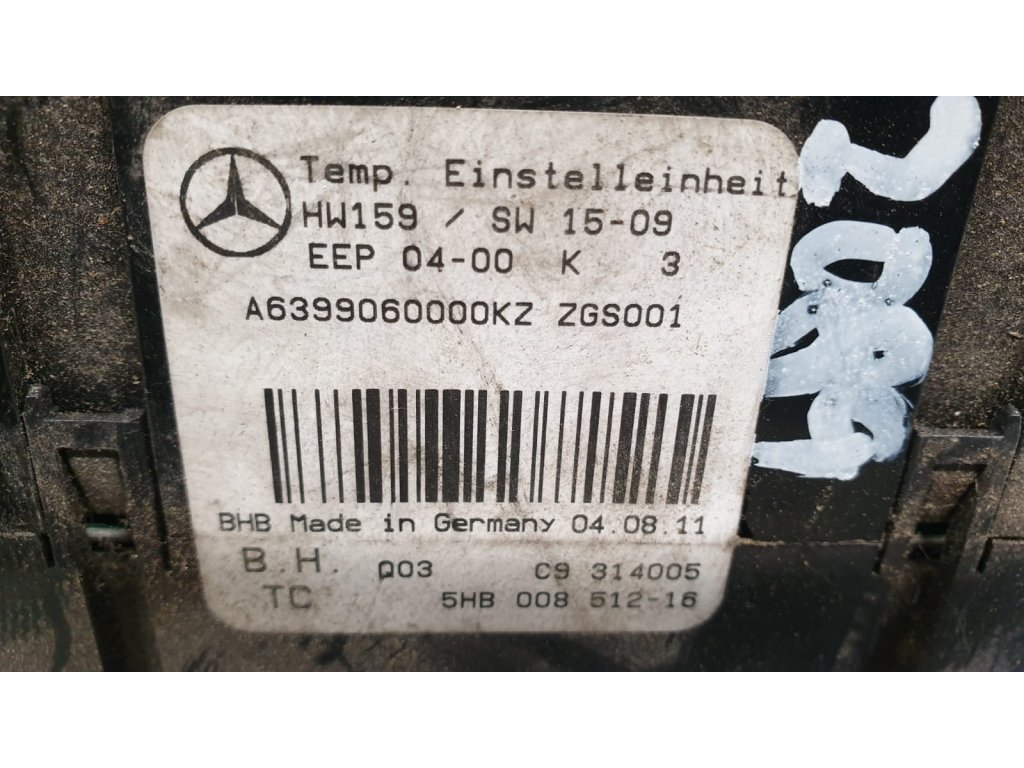 Temp. Einstelleinheit
HW159 / SW 15-09
EEP 04-00 K 3
A6399060000KZ ZGS001
BHB Made in Germany 04.08.11
B.H. Q03 C9 314005
TC 5HB 008 512-16